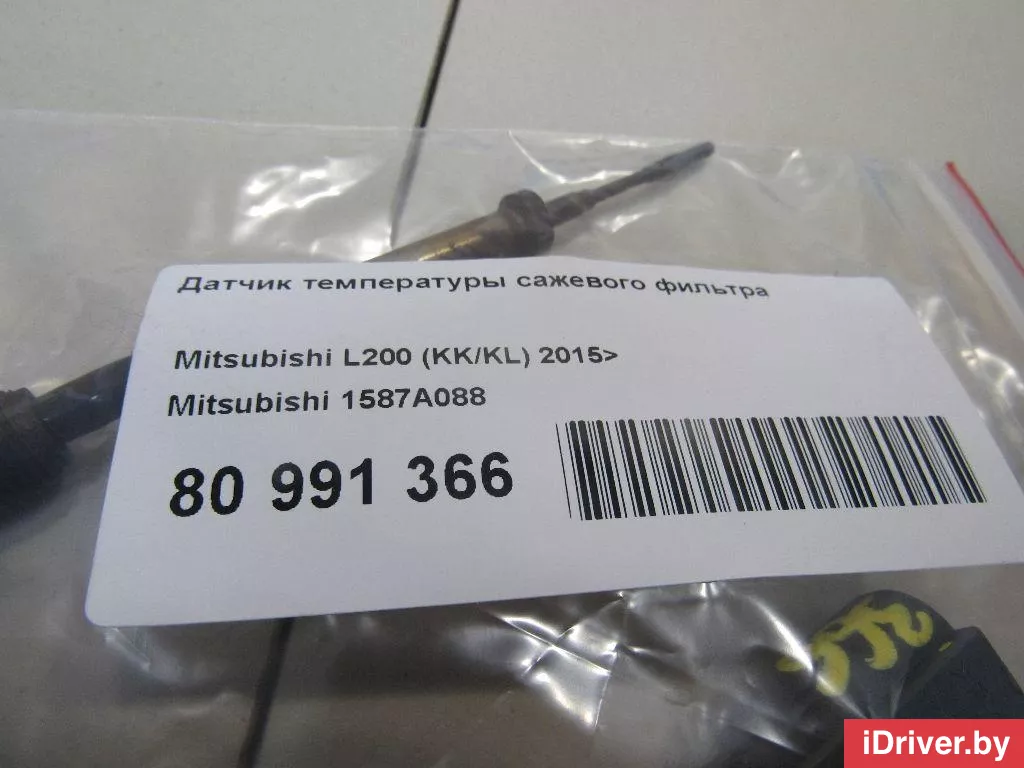 Датчик температуры сажевого фильтра
Mitsubishi L200 (KK/KL) 2015>
Mitsubishi 1587A088
80 991 366
iDriver.by